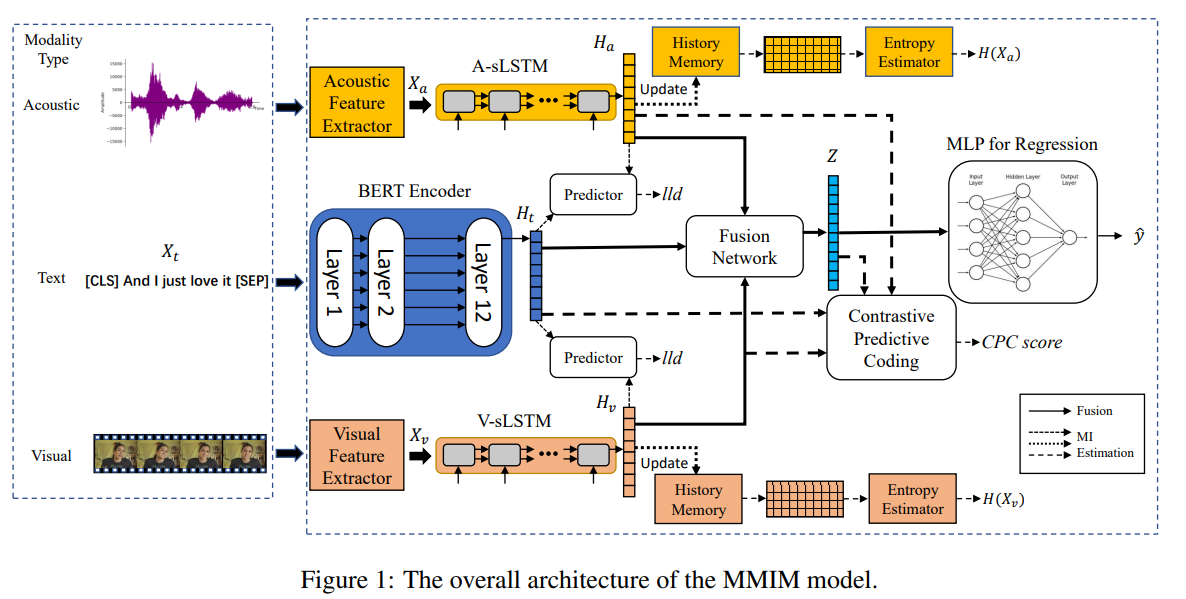 Modality
Type
Acoustic
15000
10000
5000
0
−5000
−10000
−15000
Amplitude
Time
Acoustic
Feature
Extractor
X_a
A-sLSTM
H_a
Update
History
Memory
Entropy
Estimator
H(X_a)
Predictor
lld
BERT Encoder
Layer 1
Layer 2
Layer 12
H_t
X_t
Text
[CLS] And I just love it [SEP]
Fusion
Network
Z
MLP for Regression
Input
Layer
Hidden Layer
Output
Layer
ŷ
Contrastive
Predictive
Coding
CPC score
Predictor
lld
Visual
Visual
Feature
Extractor
X_v
V-sLSTM
H_v
Update
History
Memory
Entropy
Estimator
H(X_v)
Fusion
MI
Estimation
Figure 1: The overall architecture of the MMIM model.